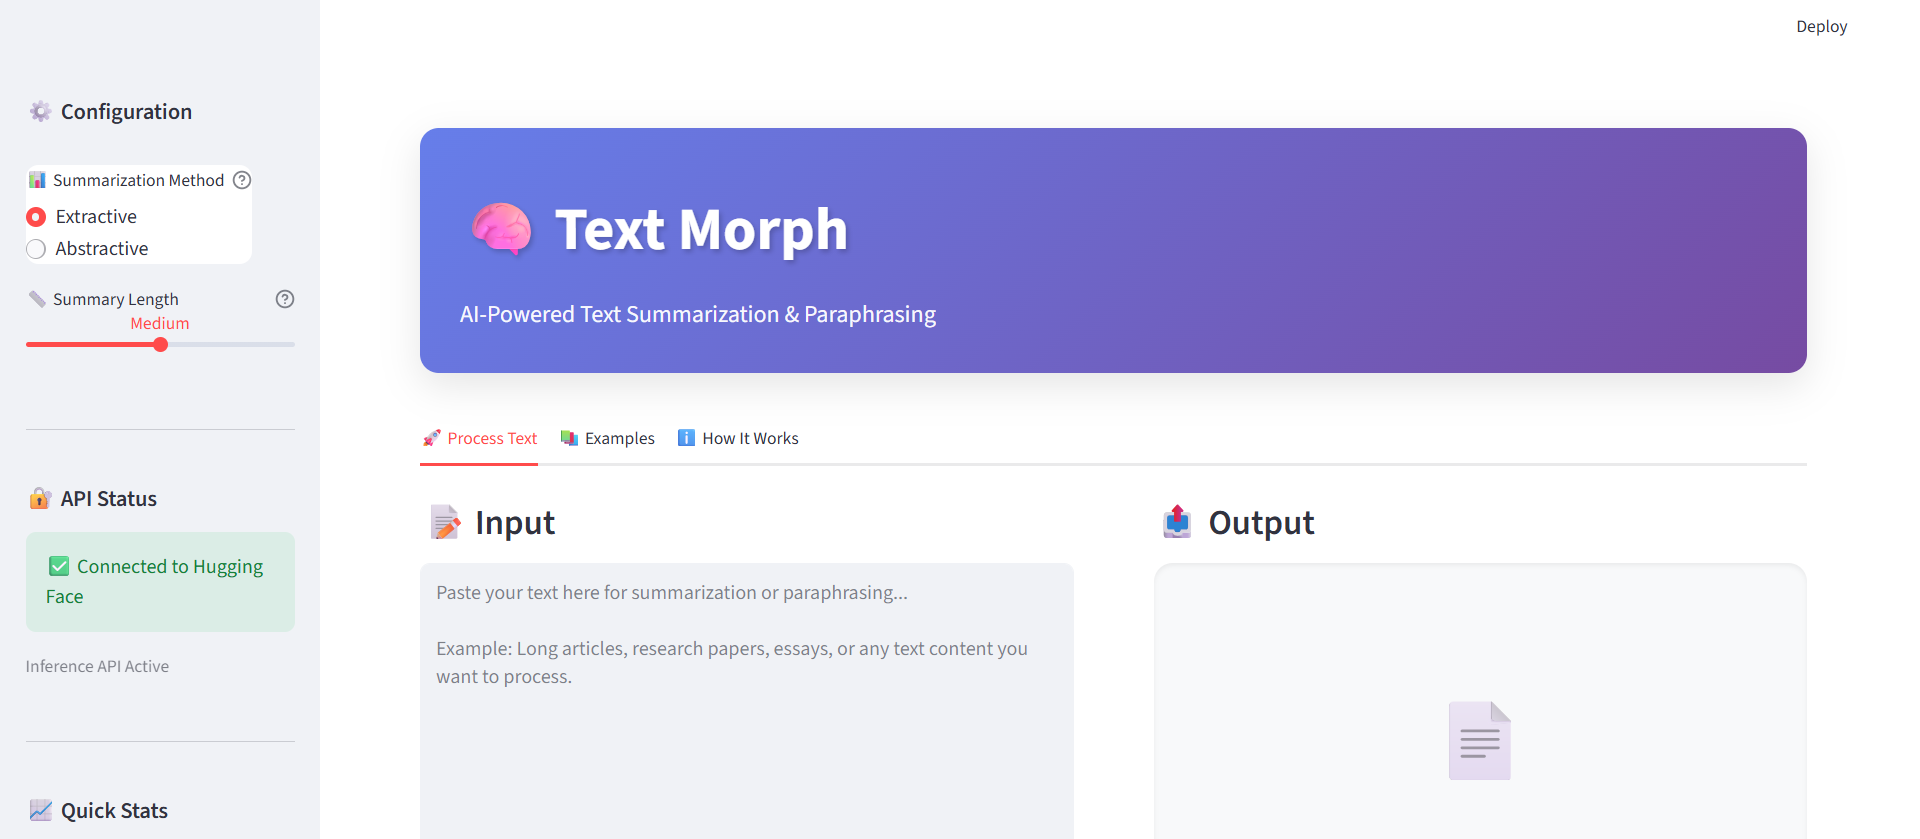 Deploy
Configuration
Summarization Method
Extractive
Abstractive
Summary Length
Medium
API Status
Connected to Hugging
Face
Inference API Active
Quick Stats
Text Morph
AI-Powered Text Summarization & Paraphrasing
Process Text
Examples
How It Works
Input
Paste your text here for summarization or paraphrasing...
Example: Long articles, research papers, essays, or any text content you
want to process.
Output